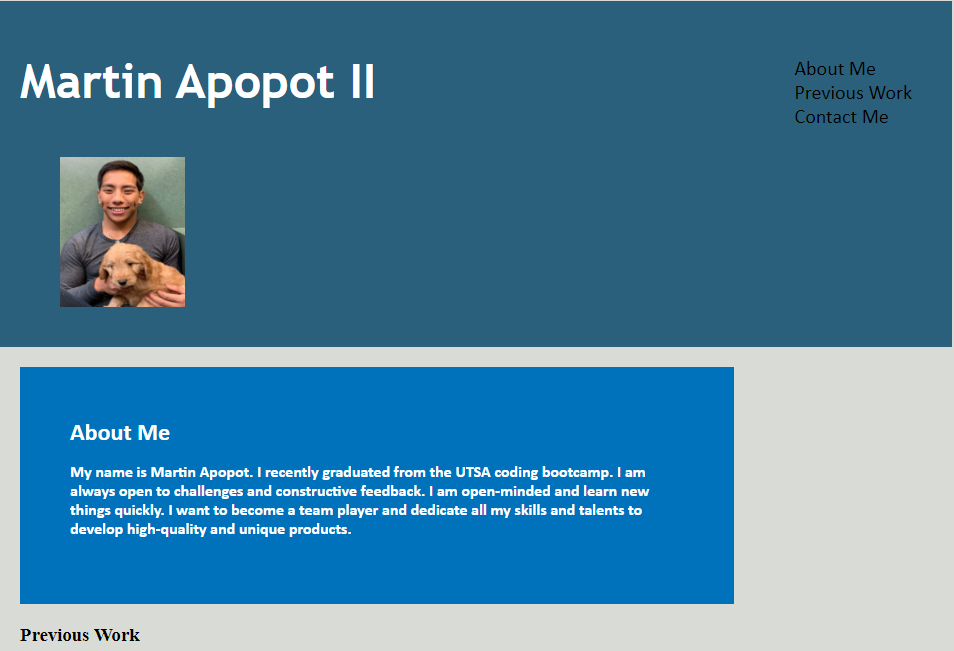 Martin Apopot II
About Me
Previous Work
Contact Me
About Me
My name is Martin Apopot. I recently graduated from the UTSA coding bootcamp. I am
always open to challenges and constructive feedback. I am open-minded and learn new
things quickly. I want to become a team player and dedicate all my skills and talents to
develop high-quality and unique products.
Previous Work